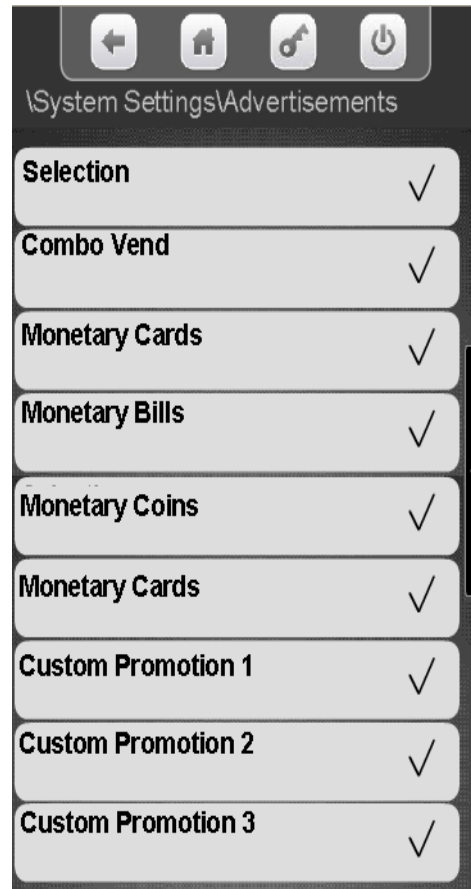 \System Settings\Advertisements
Selection
Combo Vend
Monetary Cards
Monetary Bills
Monetary Coins
Monetary Cards
Custom Promotion 1
Custom Promotion 2
Custom Promotion 3